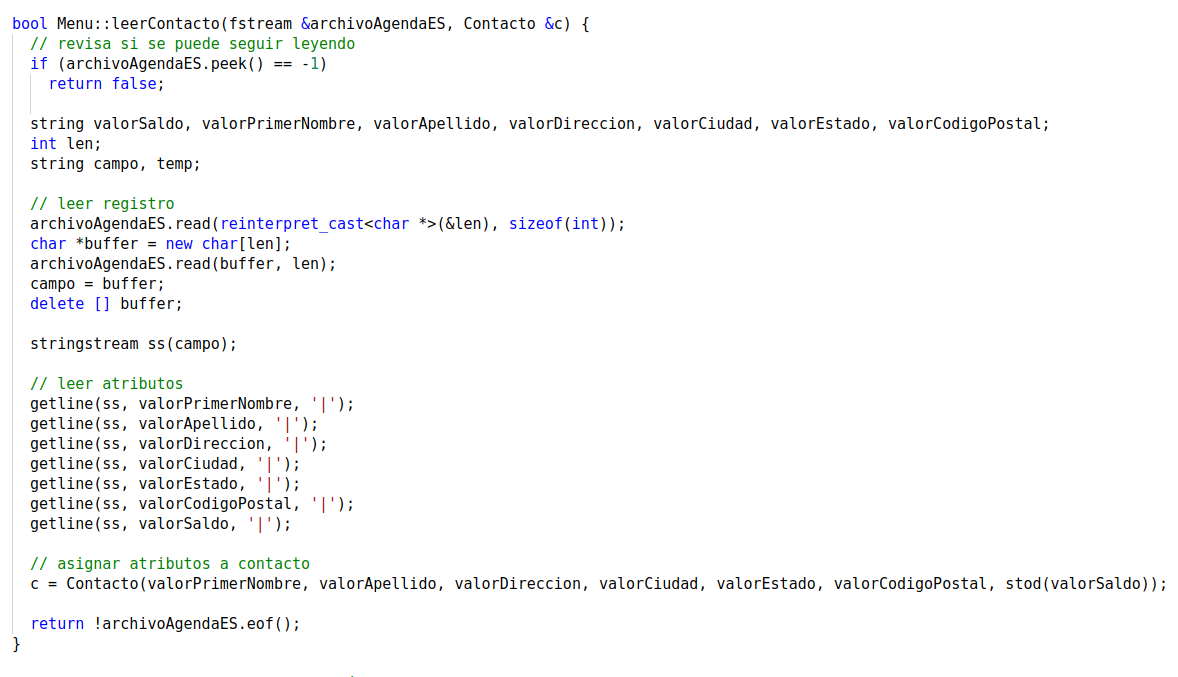 bool Menu::leerContacto(fstream &archivoAgendaES, Contacto &c) {
// revisa si se puede seguir leyendo
if (archivoAgendaES.peek() == -1)
return false;
string valorSaldo, valorPrimerNombre, valorApellido, valorDireccion, valorCiudad, valorEstado, valorCodigoPostal;
int len;
string campo, temp;
// leer registro
archivoAgendaES.read(reinterpret_cast<char *>(&len), sizeof(int));
char *buffer = new char[len];
archivoAgendaES.read(buffer, len);
campo = buffer;
delete [] buffer;
stringstream ss(campo);
// leer atributos
getline(ss, valorPrimerNombre, '|');
getline(ss, valorApellido, '|');
getline(ss, valorDireccion, '|');
getline(ss, valorCiudad, '|');
getline(ss, valorEstado, '|');
getline(ss, valorCodigoPostal, '|');
getline(ss, valorSaldo, '|');
// asignar atributos a contacto
c = Contacto(valorPrimerNombre, valorApellido, valorDireccion, valorCiudad, valorEstado, valorCodigoPostal, stod(valorSaldo));
return !archivoAgendaES.eof();
}